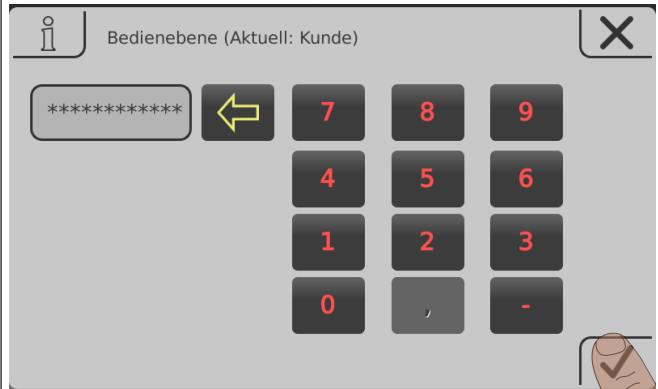 Bedienebene (Aktuell: Kunde)
************
7 8 9
4 5 6
1 2 3
0 , -